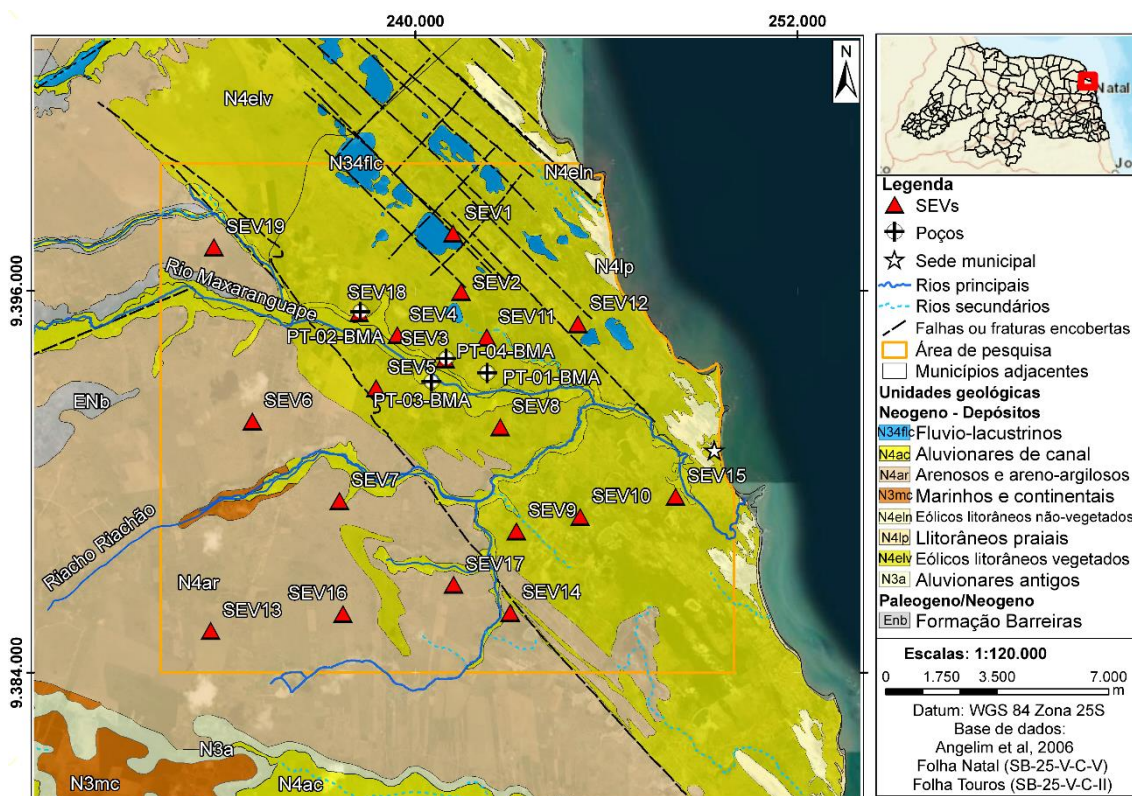 240.000
252.000
N
N4elv
N34flc
N4eln
SEV1
SEV19
N4lp
9.396.000
Rio Maxaranguape
SEV2
SEV18
SEV12
SEV4
SEV11
PT-02-BMA
SEV3
PT-04-BMA
SEV5
PT-01-BMA
PT-03-BMA
ENb
SEV6
SEV8
SEV7
SEV15
SEV10
SEV9
Riacho Riachão
N4ar
SEV17
SEV16
SEV14
SEV13
9.384.000
N3a
N3mc
N4ac
Natal
Jo
Legenda
SEVs
Poços
Sede municipal
Rios principais
Rios secundários
Falhas ou fraturas encobertas
Área de pesquisa
Municípios adjacentes
Unidades geológicas
Neogeno - Depósitos
N34flc Fluvio-lacustrinos
N4ac Aluvionares de canal
N4ar Arenosos e areno-argilosos
N3mc Marinhos e continentais
N4eln Eólicos litorâneos não-vegetados
N4lp Llitorâneos praiais
N4elv Eólicos litorâneos vegetados
N3a Aluvionares antigos
Paleogeno/Neogeno
Enb Formação Barreiras
Escalas: 1:120.000
0 1.750 3.500 7.000
m
Datum: WGS 84 Zona 25S
Base de dados:
Angelim et al, 2006
Folha Natal (SB-25-V-C-V)
Folha Touros (SB-25-V-C-II)